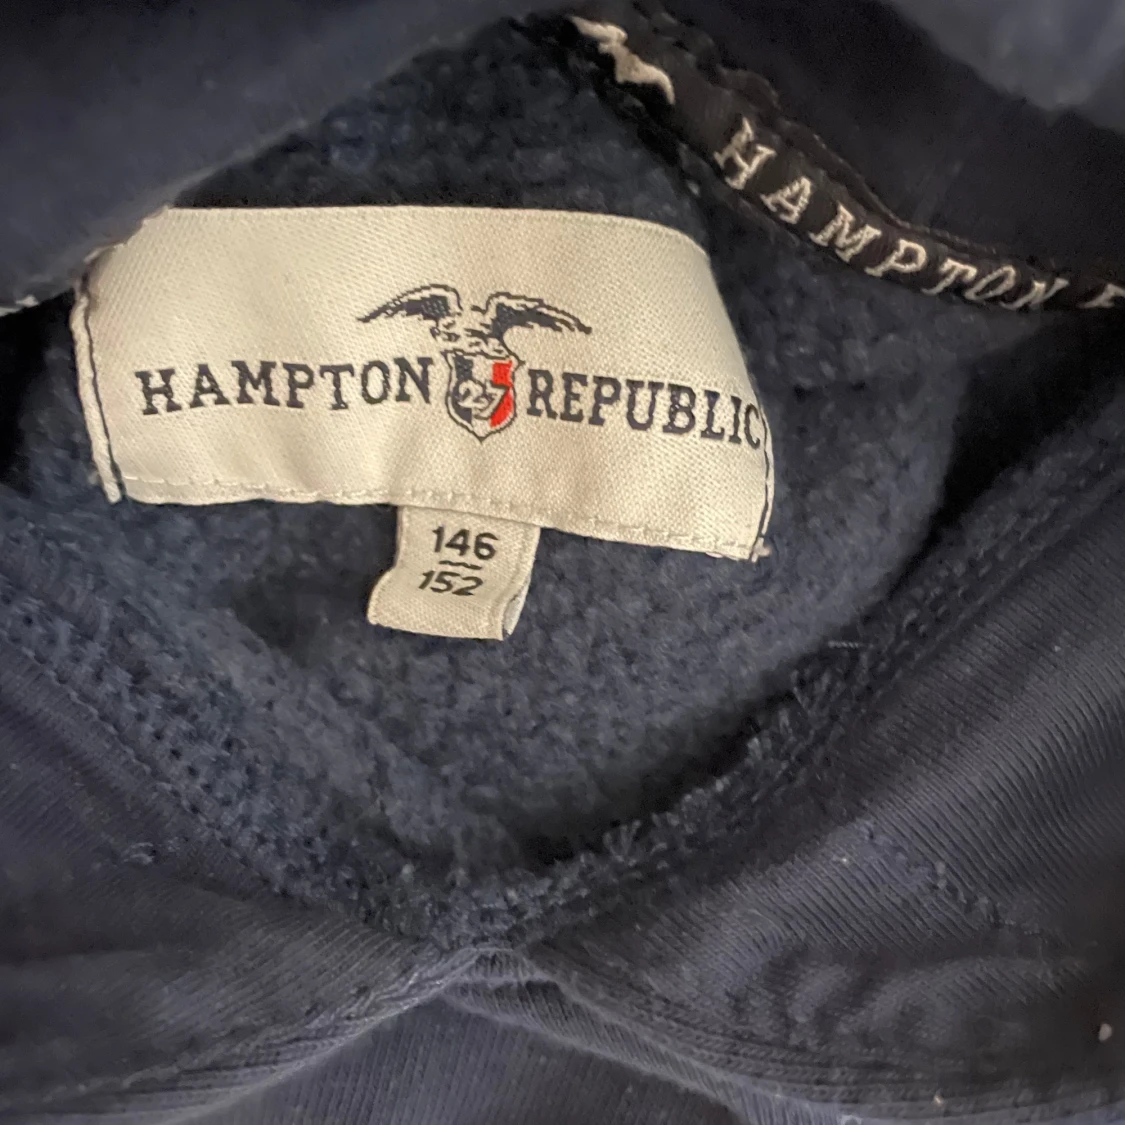 HAMPTON
HAMPTON 27 REPUBLIC
146
152